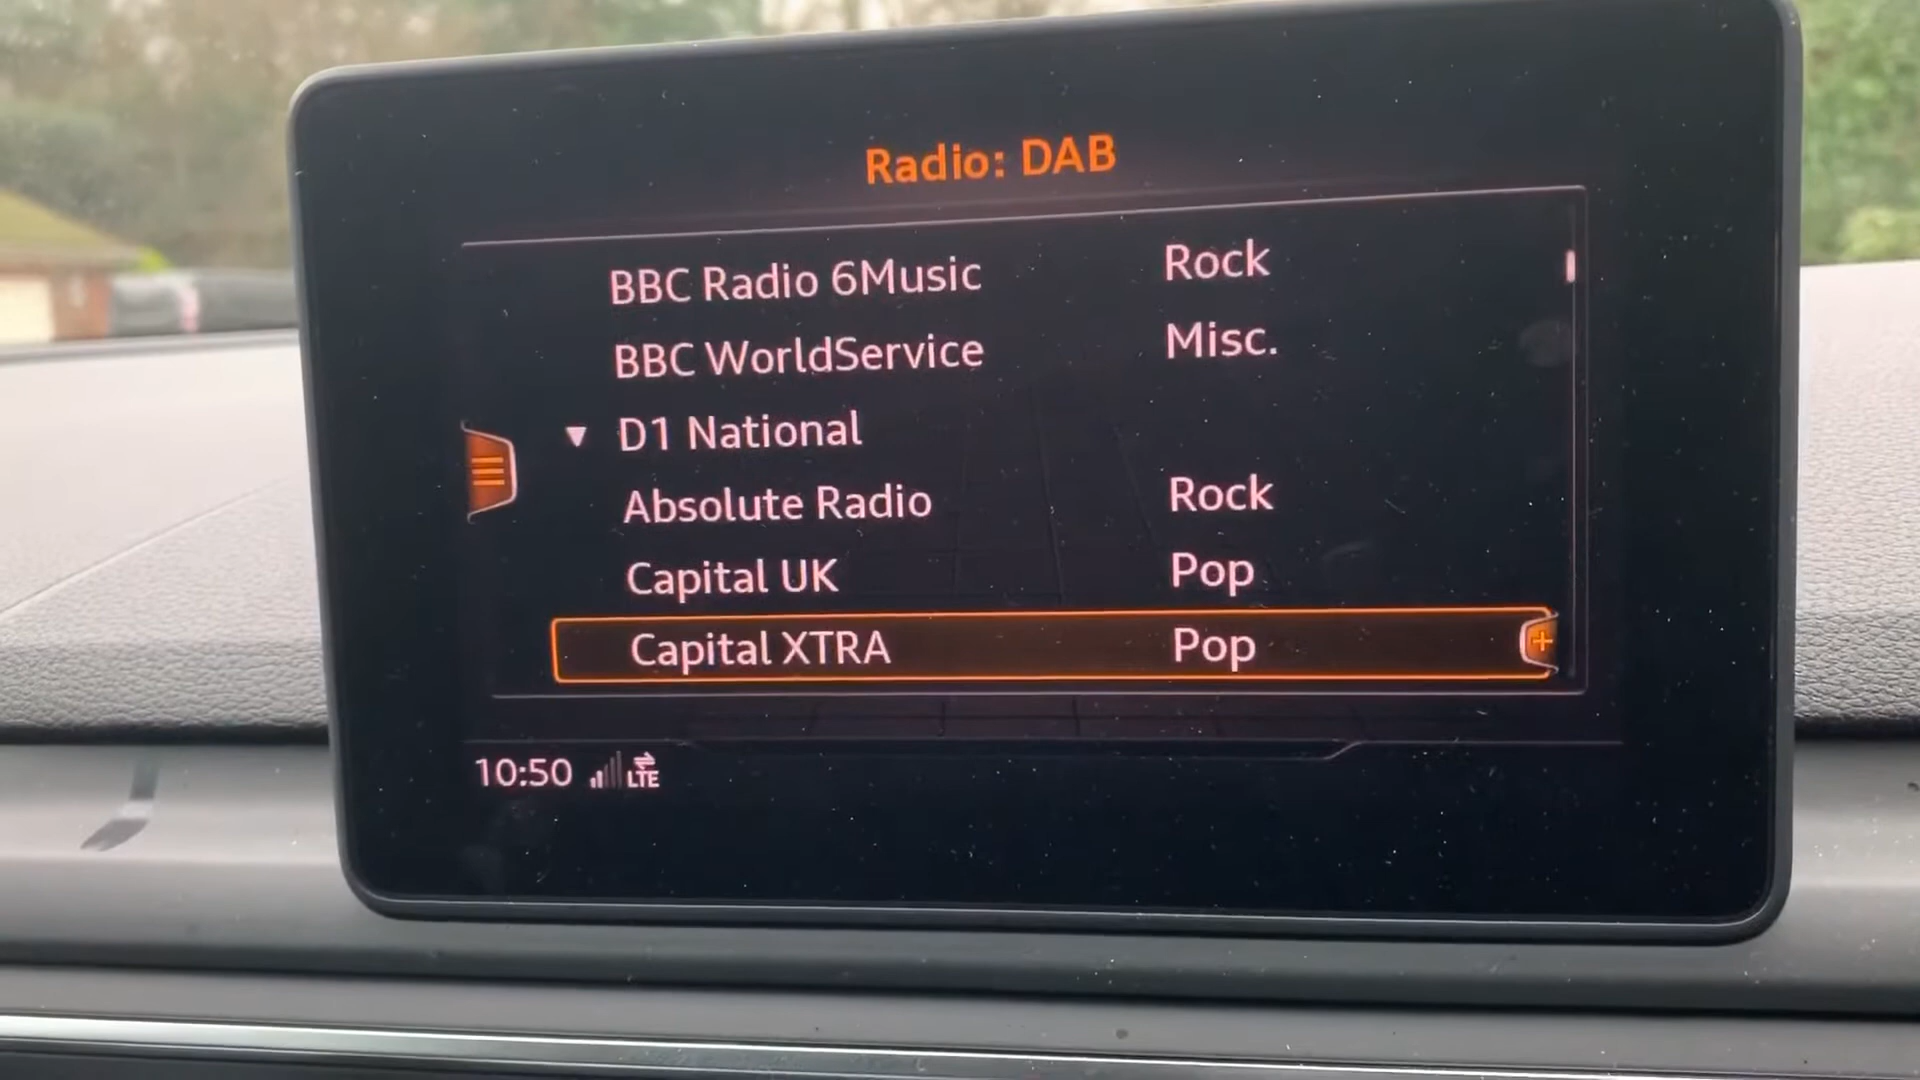 Radio: DAB
BBC Radio 6Music Rock
BBC WorldService Misc.
▼ D1 National
Absolute Radio Rock
Capital UK Pop
Capital XTRA Pop +
10:50 LTE